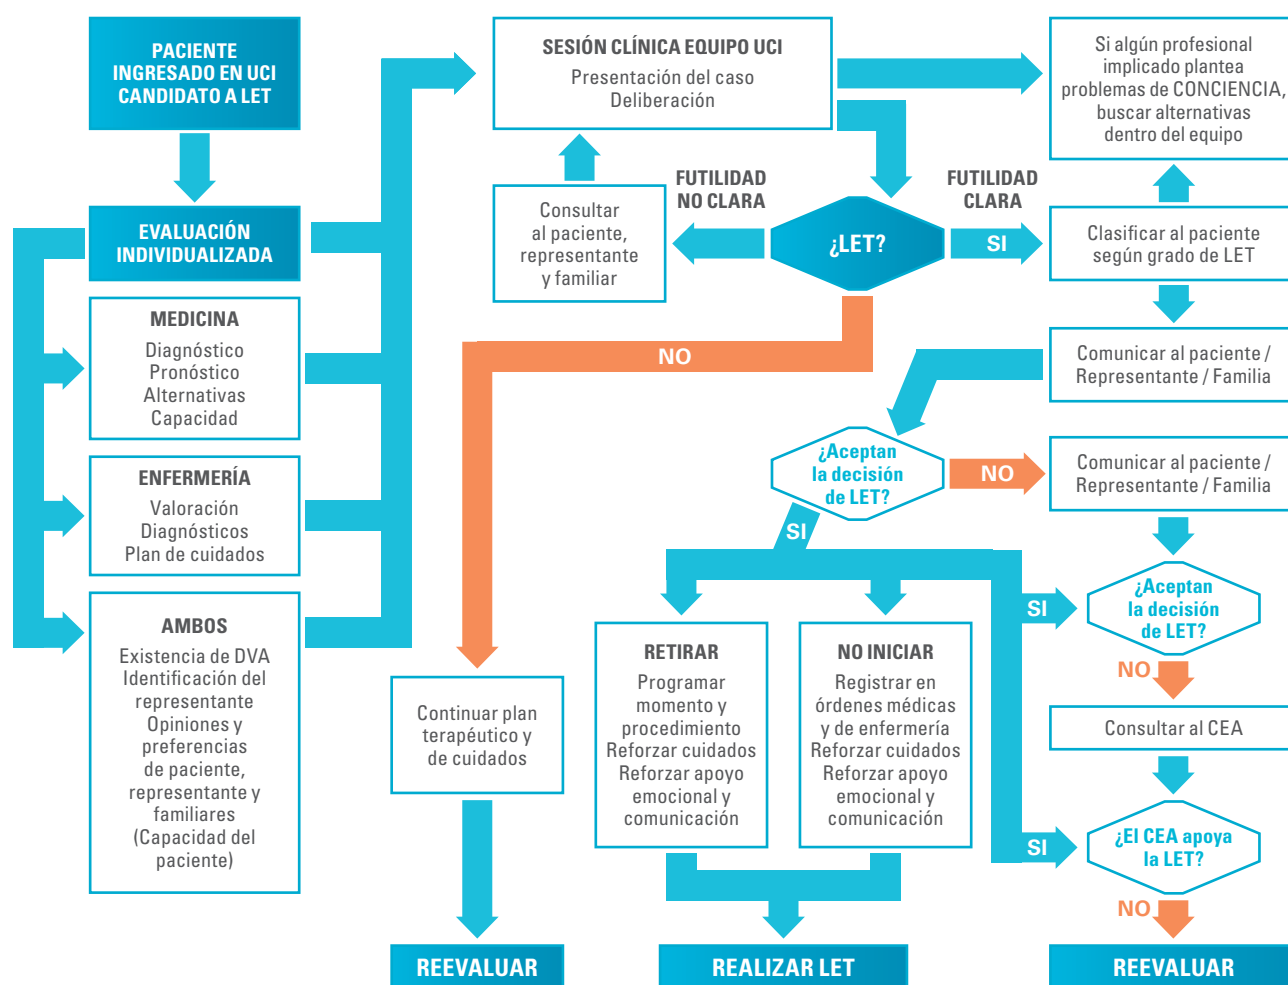 PACIENTE
INGRESADO EN UCI
CANDIDATO A LET
EVALUACIÓN
INDIVIDUALIZADA
MEDICINA
Diagnóstico
Pronóstico
Alternativas
Capacidad
ENFERMERÍA
Valoración
Diagnósticos
Plan de cuidados
AMBOS
Existencia de DVA
Identificación del
representante
Opiniones y
preferencias
de paciente,
representante y
familiares
(Capacidad del
paciente)
SESIÓN CLÍNICA EQUIPO UCI
Presentación del caso
Deliberación
Consultar
al paciente,
representante
y familiar
FUTILIDAD
NO CLARA
¿LET?
FUTILIDAD
CLARA
SI
NO
Si algún profesional
implicado plantea
problemas de CONCIENCIA,
buscar alternativas
dentro del equipo
Clasificar al paciente
según grado de LET
Comunicar al paciente /
Representante / Familia
¿Aceptan
la decisión
de LET?
NO
Comunicar al paciente /
Representante / Familia
SI
¿Aceptan
la decisión
de LET?
SI
NO
Consultar al CEA
¿El CEA apoya
la LET?
SI
NO
Continuar plan
terapéutico y
de cuidados
RETIRAR
Programar
momento y
procedimiento
Reforzar cuidados
Reforzar apoyo
emocional y
comunicación
NO INICIAR
Registrar en
órdenes médicas
y de enfermería
Reforzar cuidados
Reforzar apoyo
emocional y
comunicación
REEVALUAR
REALIZAR LET
REEVALUAR